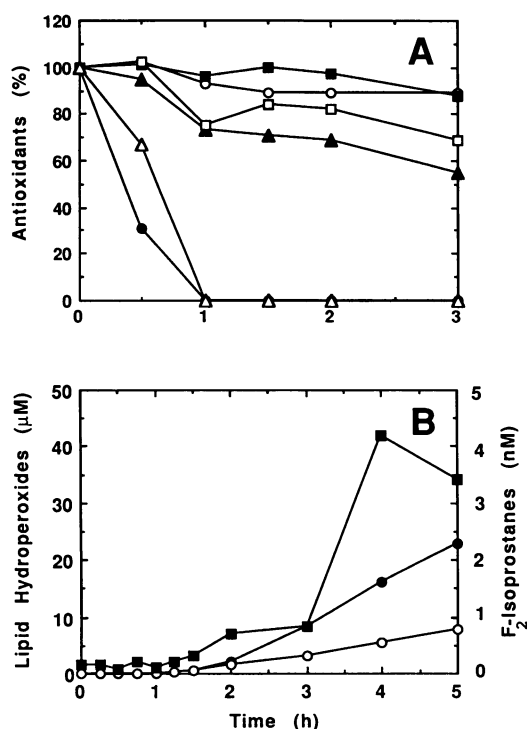 A
Antioxidants (%)
120
100
80
60
40
20
0
0 1 2 3
B
Lipid Hydroperoxides (μM)
50
40
30
20
10
0
F2-Isoprostanes (nM)
5
4
3
2
1
0
0 1 2 3 4 5
Time (h)